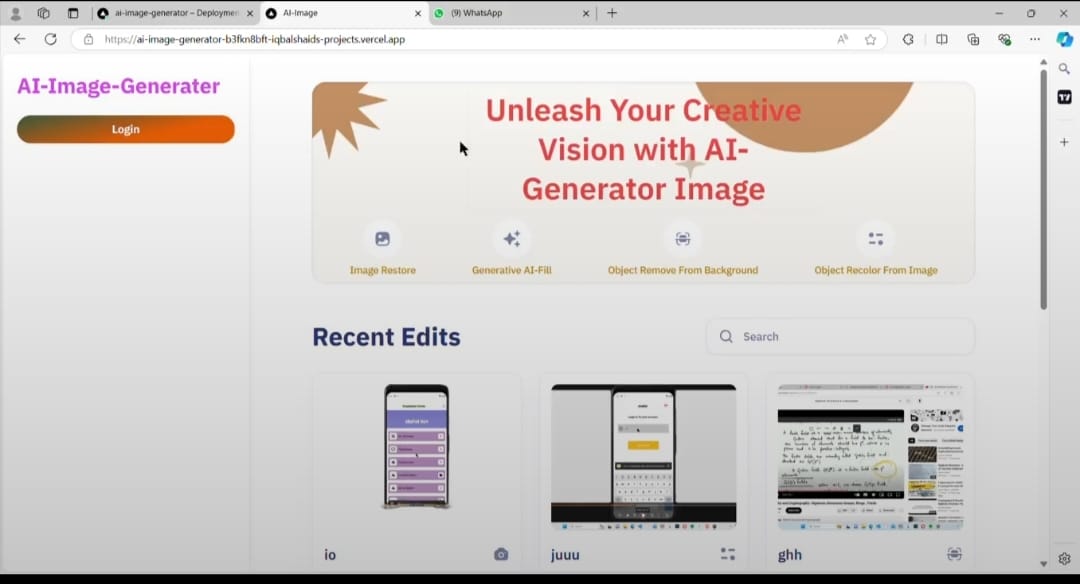 ai-image-generator – Deploymen
AI-Image
(9) WhatsApp
https://ai-image-generator-b3fkn8bft-iqbalshaids-projects.vercel.app
AI-Image-Generater
Login
Unleash Your Creative
Vision with AI-
Generator Image
Image Restore
Generative AI-Fill
Object Remove From Background
Object Recolor From Image
Recent Edits
Search
io
juuu
ghh